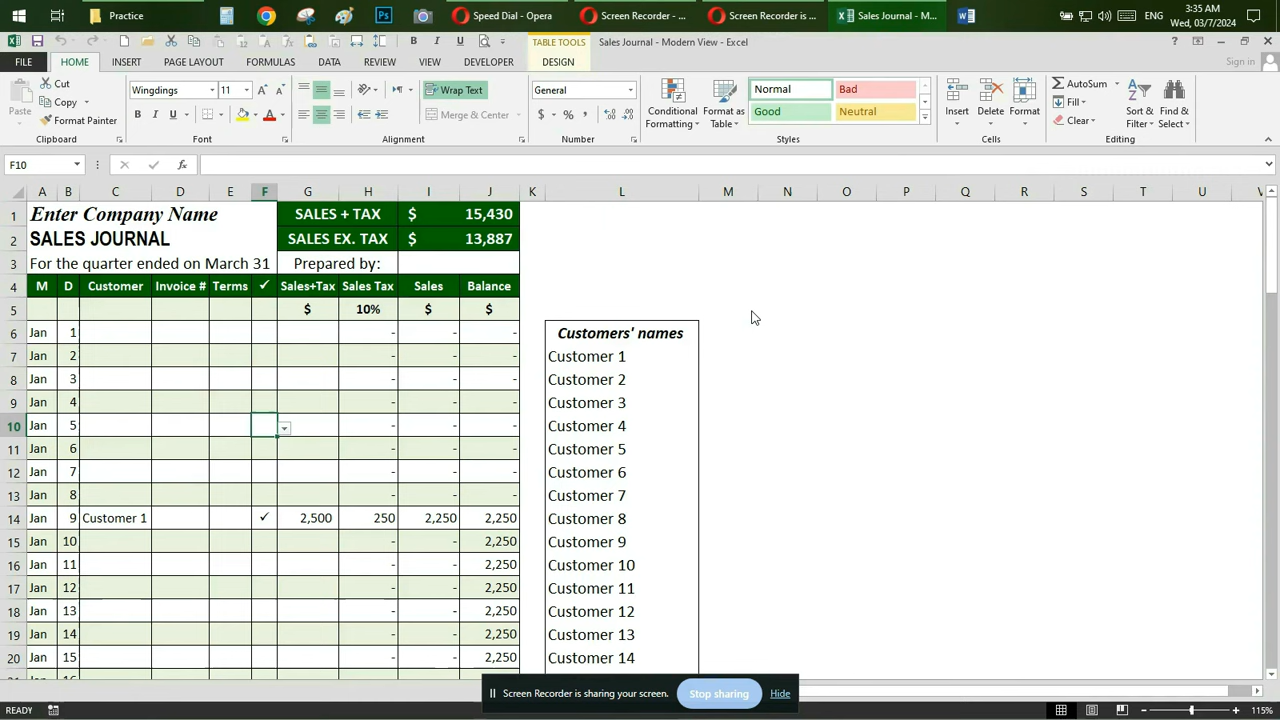 Practice
Speed Dial - Opera
Screen Recorder - ...
Screen Recorder is ...
Sales Journal - M...
ENG
3:35 AM
Wed, 03/7/2024
TABLE TOOLS
Sales Journal - Modern View - Excel
FILE HOME INSERT PAGE LAYOUT FORMULAS DATA REVIEW VIEW DEVELOPER DESIGN
Sign in
Paste
Cut
Copy
Format Painter
Clipboard
Wingdings 11
B I U
Font
Wrap Text
Merge & Center
Alignment
General
$ % ,
Number
Conditional Formatting
Format as Table
Normal Bad
Good Neutral
Styles
Insert Delete Format
Cells
AutoSum
Fill
Clear
Sort & Filter
Find & Select
Editing
F10
fx
A B C D E F G H I J K L M N O P Q R S T U
1 Enter Company Name SALES + TAX $ 15,430
2 SALES JOURNAL SALES EX. TAX $ 13,887
3 For the quarter ended on March 31 Prepared by:
4 M D Customer Invoice # Terms ✓ Sales+Tax Sales Tax Sales Balance
5 $ 10% $ $
6 Jan 1 - - - Customers' names
7 Jan 2 - - - Customer 1
8 Jan 3 - - - Customer 2
9 Jan 4 - - - Customer 3
10 Jan 5 - - - Customer 4
11 Jan 6 - - - Customer 5
12 Jan 7 - - - Customer 6
13 Jan 8 - - - Customer 7
14 Jan 9 Customer 1 ✓ 2,500 250 2,250 2,250 Customer 8
15 Jan 10 - - 2,250 Customer 9
16 Jan 11 - - 2,250 Customer 10
17 Jan 12 - - 2,250 Customer 11
18 Jan 13 - - 2,250 Customer 12
19 Jan 14 - - 2,250 Customer 13
20 Jan 15 - - 2,250 Customer 14
Screen Recorder is sharing your screen. Stop sharing Hide
READY
115%